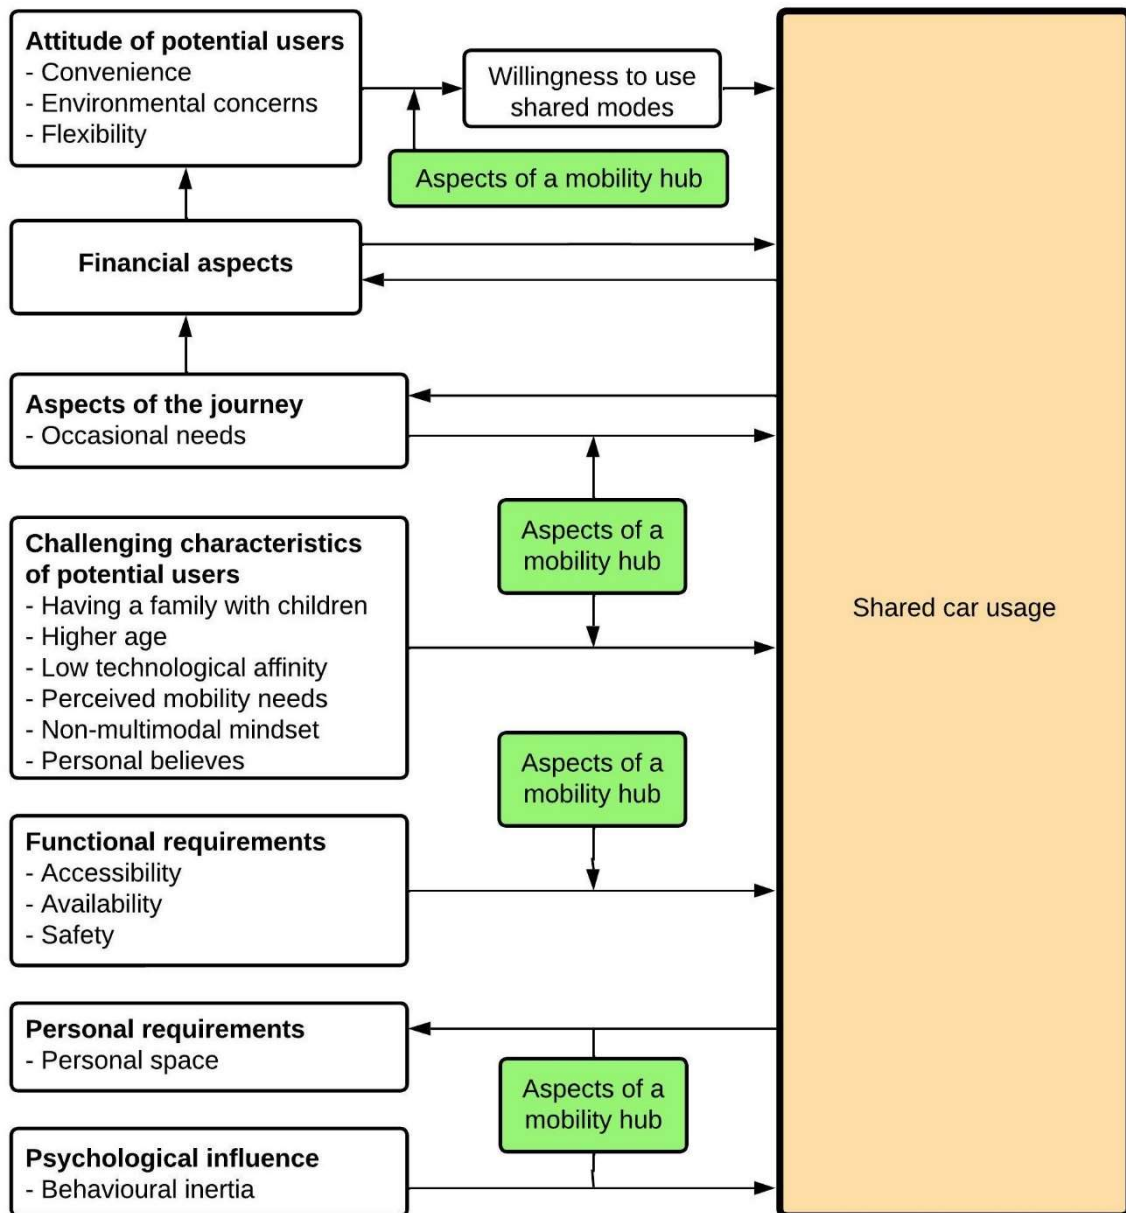 Attitude of potential users
- Convenience
- Environmental concerns
- Flexibility
Willingness to use
shared modes
Aspects of a mobility hub
Financial aspects
Aspects of the journey
- Occasional needs
Aspects of a
mobility hub
Challenging characteristics
of potential users
- Having a family with children
- Higher age
- Low technological affinity
- Perceived mobility needs
- Non-multimodal mindset
- Personal believes
Shared car usage
Aspects of a
mobility hub
Functional requirements
- Accessibility
- Availability
- Safety
Personal requirements
- Personal space
Aspects of a
mobility hub
Psychological influence
- Behavioural inertia